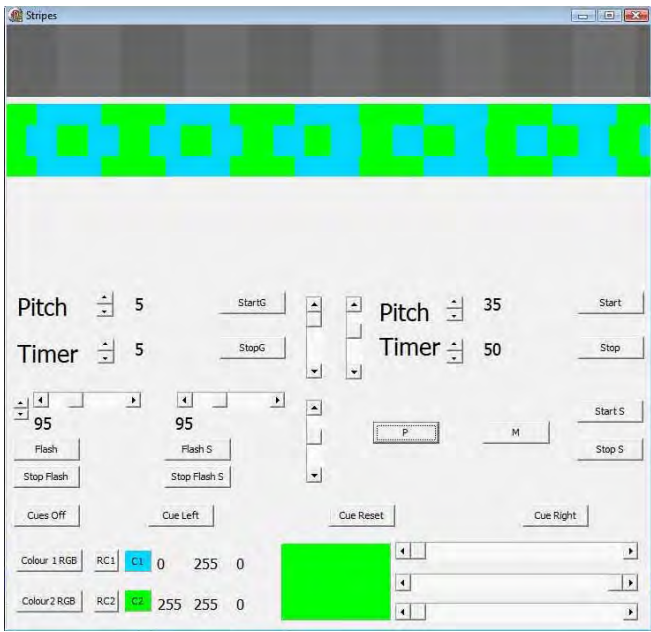 Stripes
Pitch 5 StartG Pitch 35 Start
Timer 5 StopG Timer 50 Stop
95 95 P M Start S
Flash Flash S Stop S
Stop Flash Stop Flash S
Cues Off Cue Left Cue Reset Cue Right
Colour 1 RGB RC1 C1 0 255 0
Colour2 RGB RC2 C2 255 255 0